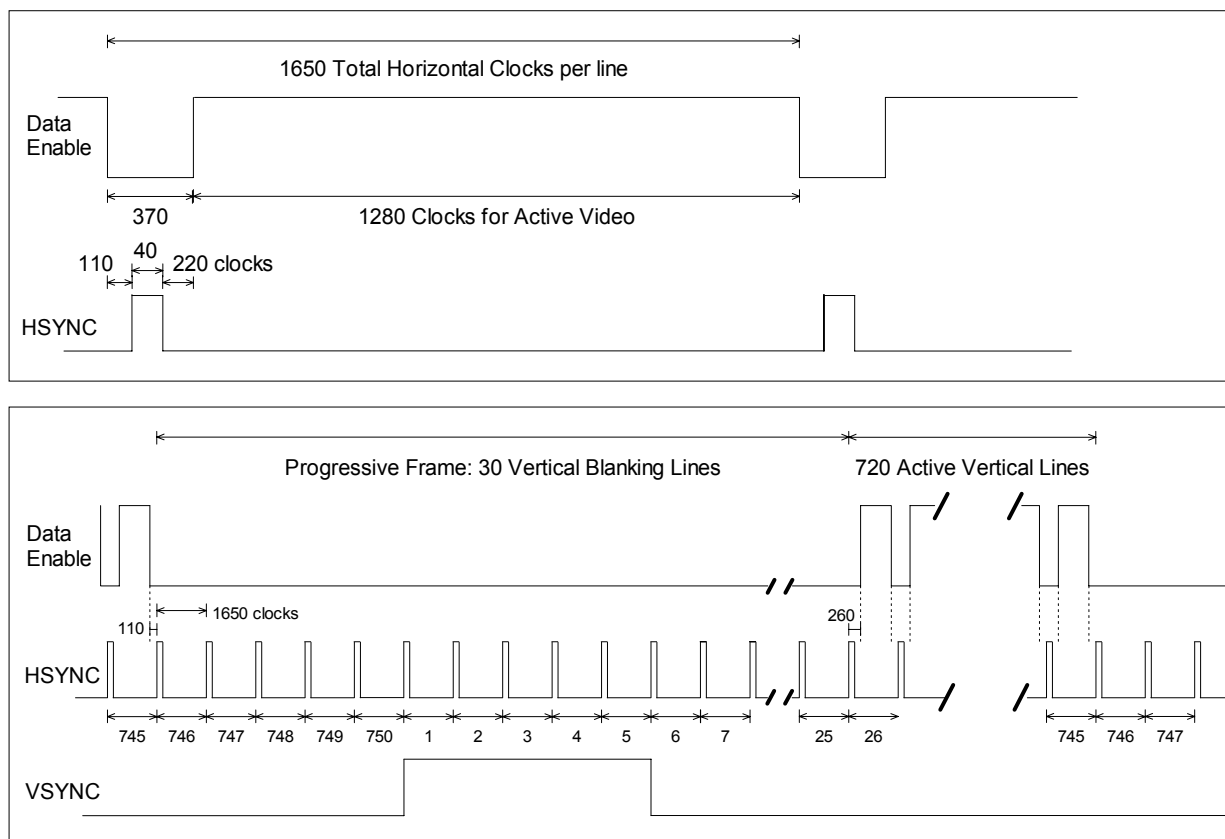 1650 Total Horizontal Clocks per line
Data
Enable
370
1280 Clocks for Active Video
40
110
220 clocks
HSYNC
Progressive Frame: 30 Vertical Blanking Lines
720 Active Vertical Lines
Data
Enable
1650 clocks
110
260
HSYNC
745 746 747 748 749 750 1 2 3 4 5 6 7 25 26 745 746 747
VSYNC